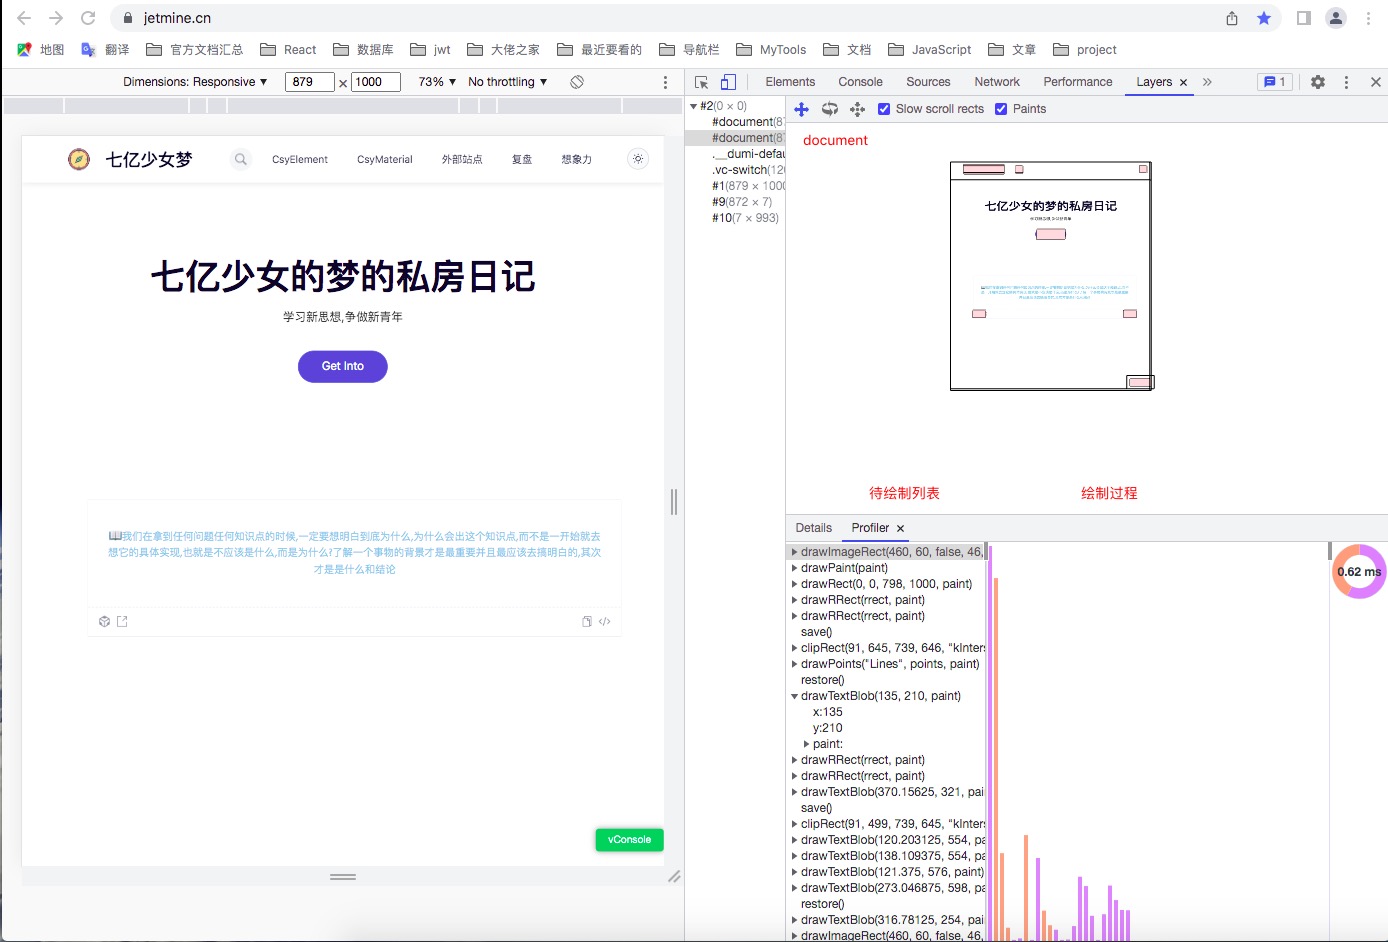 jetmine.cn
地图 翻译 官方文档汇总 React 数据库 jwt 大佬之家 最近要看的 导航栏 MyTools 文档 JavaScript 文章 project
Dimensions: Responsive ▼ 879 × 1000 73% ▼ No throttling ▼
Elements Console Sources Network Performance Layers × » 1
Slow scroll rects Paints
#2(0 × 0)
#document(87
#document(87
.__dumi-defau
.vc-switch(120
#1(879 × 1000
#9(872 × 7)
#10(7 × 993)
document
七亿少女梦 CsyElement CsyMaterial 外部站点 复盘 想象力
七亿少女的梦的私房日记
学习新思想,争做新青年
Get Into
📖我们在拿到任何问题任何知识点的时候,一定要想明白到底为什么,为什么会出这个知识点,而不是一开始就去
想它的具体实现,也就是不应该是什么,而是为什么?了解一个事物的背景才是最重要并且最应该去搞明白的,其次
才是是什么和结论
vConsole
七亿少女的梦的私房日记
待绘制列表 绘制过程
Details Profiler ×
drawImageRect(460, 60, false, 46,
drawPaint(paint)
drawRect(0, 0, 798, 1000, paint)
drawRRect(rrect, paint)
drawRRect(rrect, paint)
save()
clipRect(91, 645, 739, 646, "kInters
drawPoints("Lines", points, paint)
restore()
drawTextBlob(135, 210, paint)
x:135
y:210
paint:
drawRRect(rrect, paint)
drawRRect(rrect, paint)
drawTextBlob(370.15625, 321, pai
save()
clipRect(91, 499, 739, 645, "kInters
drawTextBlob(120.203125, 554, pa
drawTextBlob(138.109375, 554, pa
drawTextBlob(121.375, 576, paint)
drawTextBlob(273.046875, 598, pa
restore()
drawTextBlob(316.78125, 254, pai
drawImageRect(460, 60, false, 46,
0.62 ms